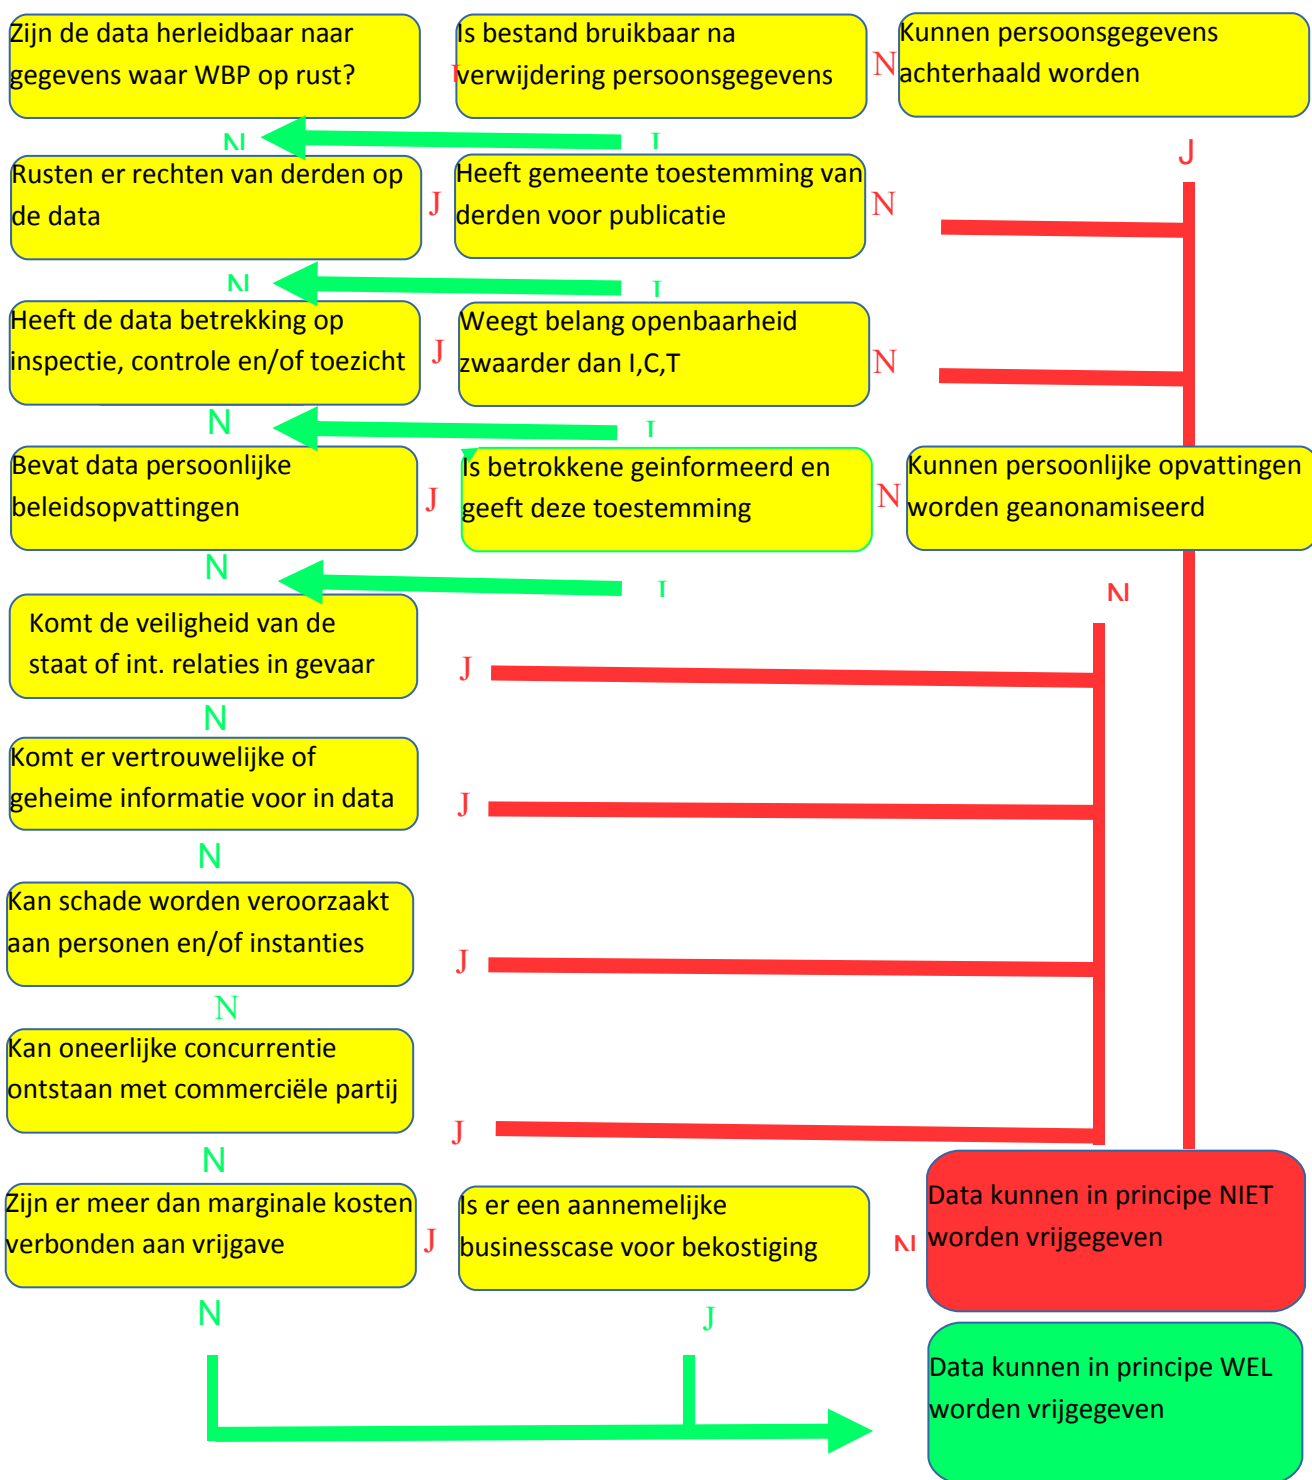 Zijn de data herleidbaar naar
gegevens waar WBP op rust?
J
Is bestand bruikbaar na
verwijdering persoonsgegevens
N
Kunnen persoonsgegevens
achterhaald worden
N
J
J
Rusten er rechten van derden op
de data
J
Heeft gemeente toestemming van
derden voor publicatie
N
N
J
Heeft de data betrekking op
inspectie, controle en/of toezicht
J
Weegt belang openbaarheid
zwaarder dan I,C,T
N
N
J
Bevat data persoonlijke
beleidsopvattingen
J
Is betrokkene geinformeerd en
geeft deze toestemming
N
Kunnen persoonlijke opvattingen
worden geanonamiseerd
N
J
N
Komt de veiligheid van de
staat of int. relaties in gevaar
J
N
Komt er vertrouwelijke of
geheime informatie voor in data
J
N
Kan schade worden veroorzaakt
aan personen en/of instanties
J
N
Kan oneerlijke concurrentie
ontstaan met commerciële partij
J
N
Zijn er meer dan marginale kosten
verbonden aan vrijgave
J
Is er een aannemelijke
businesscase voor bekostiging
N
Data kunnen in principe NIET
worden vrijgegeven
N
J
Data kunnen in principe WEL
worden vrijgegeven